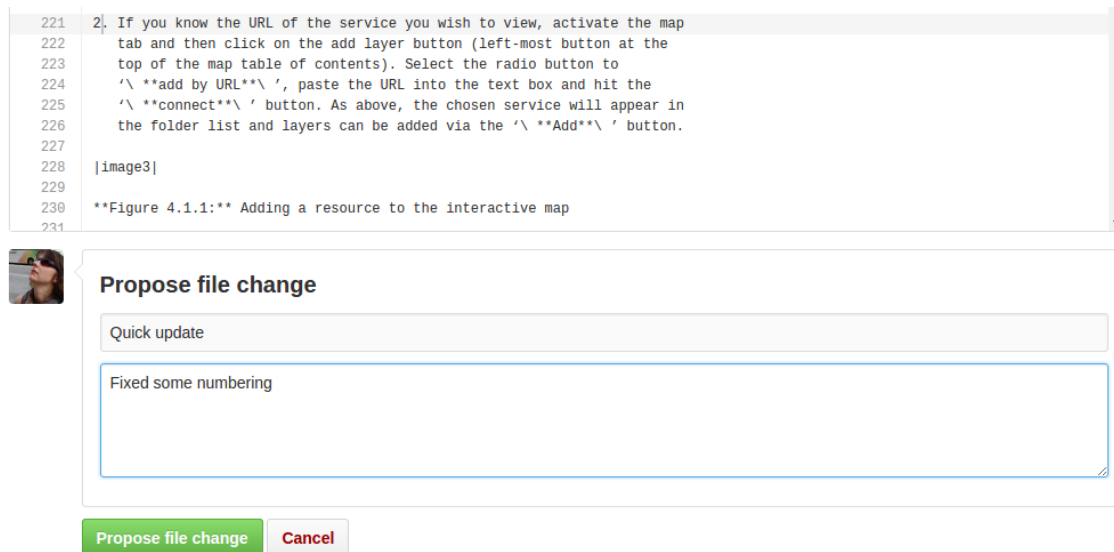 221 2. If you know the URL of the service you wish to view, activate the map
222 tab and then click on the add layer button (left-most button at the
223 top of the map table of contents). Select the radio button to
224 ‘\ **add by URL**\ ’, paste the URL into the text box and hit the
225 ‘\ **connect**\ ’ button. As above, the chosen service will appear in
226 the folder list and layers can be added via the ‘\ **Add**\ ’ button.
227
228 |image3|
229
230 **Figure 4.1.1:** Adding a resource to the interactive map
231
Propose file change
Quick update
Fixed some numbering
Propose file change Cancel